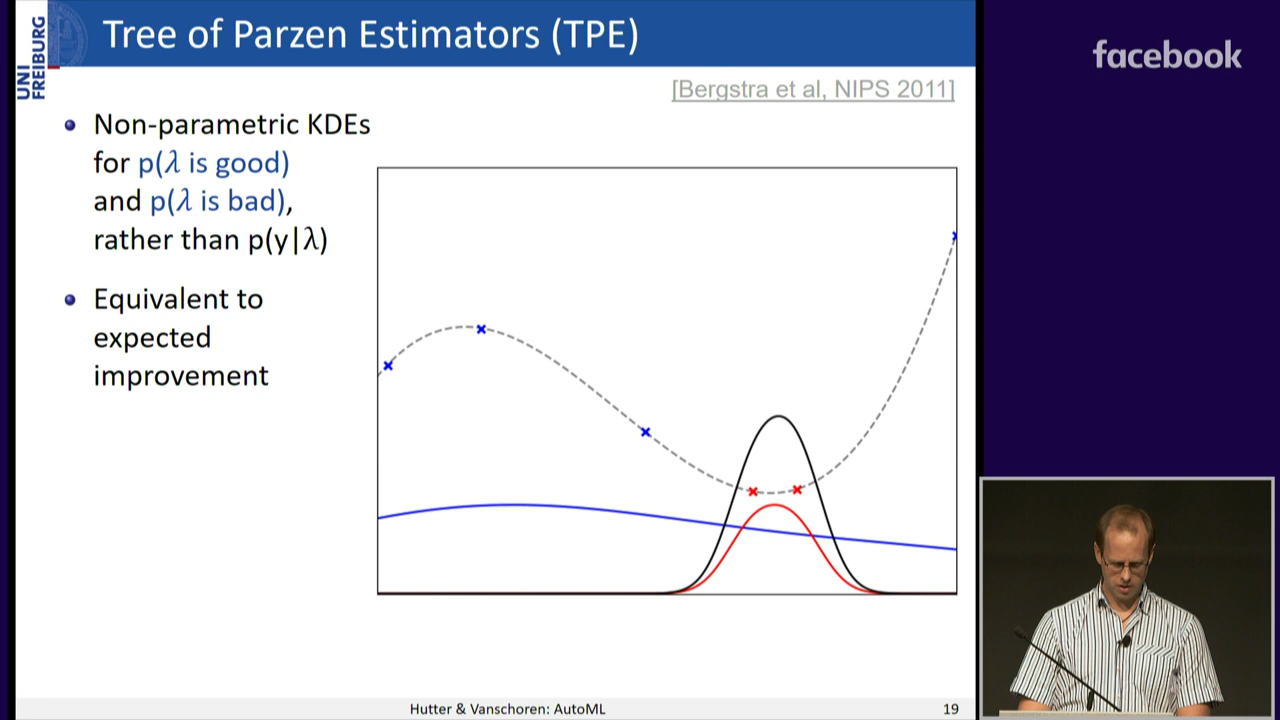 Tree of Parzen Estimators (TPE)
UNI
FREIBURG
facebook
[Bergstra et al, NIPS 2011]
Non-parametric KDEs
for p(λ is good)
and p(λ is bad),
rather than p(y|λ)
Equivalent to
expected
improvement
Hutter & Vanschoren: AutoML
19